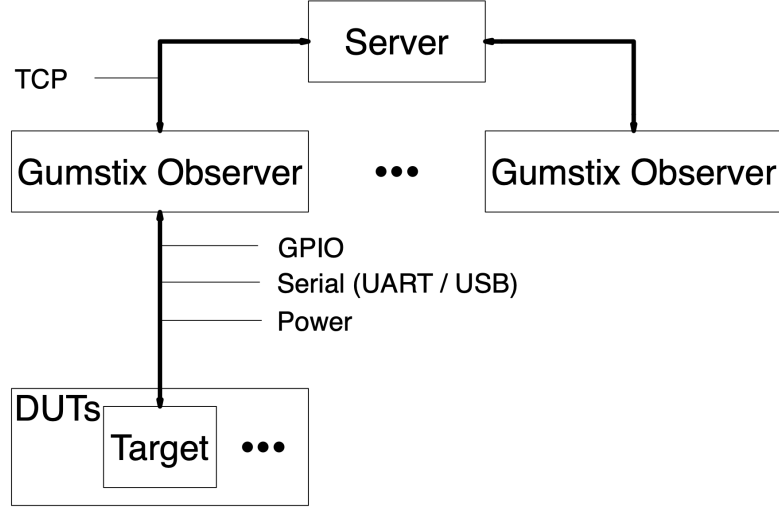 Server
TCP
Gumstix Observer
•••
Gumstix Observer
GPIO
Serial (UART / USB)
Power
DUTs
Target
•••